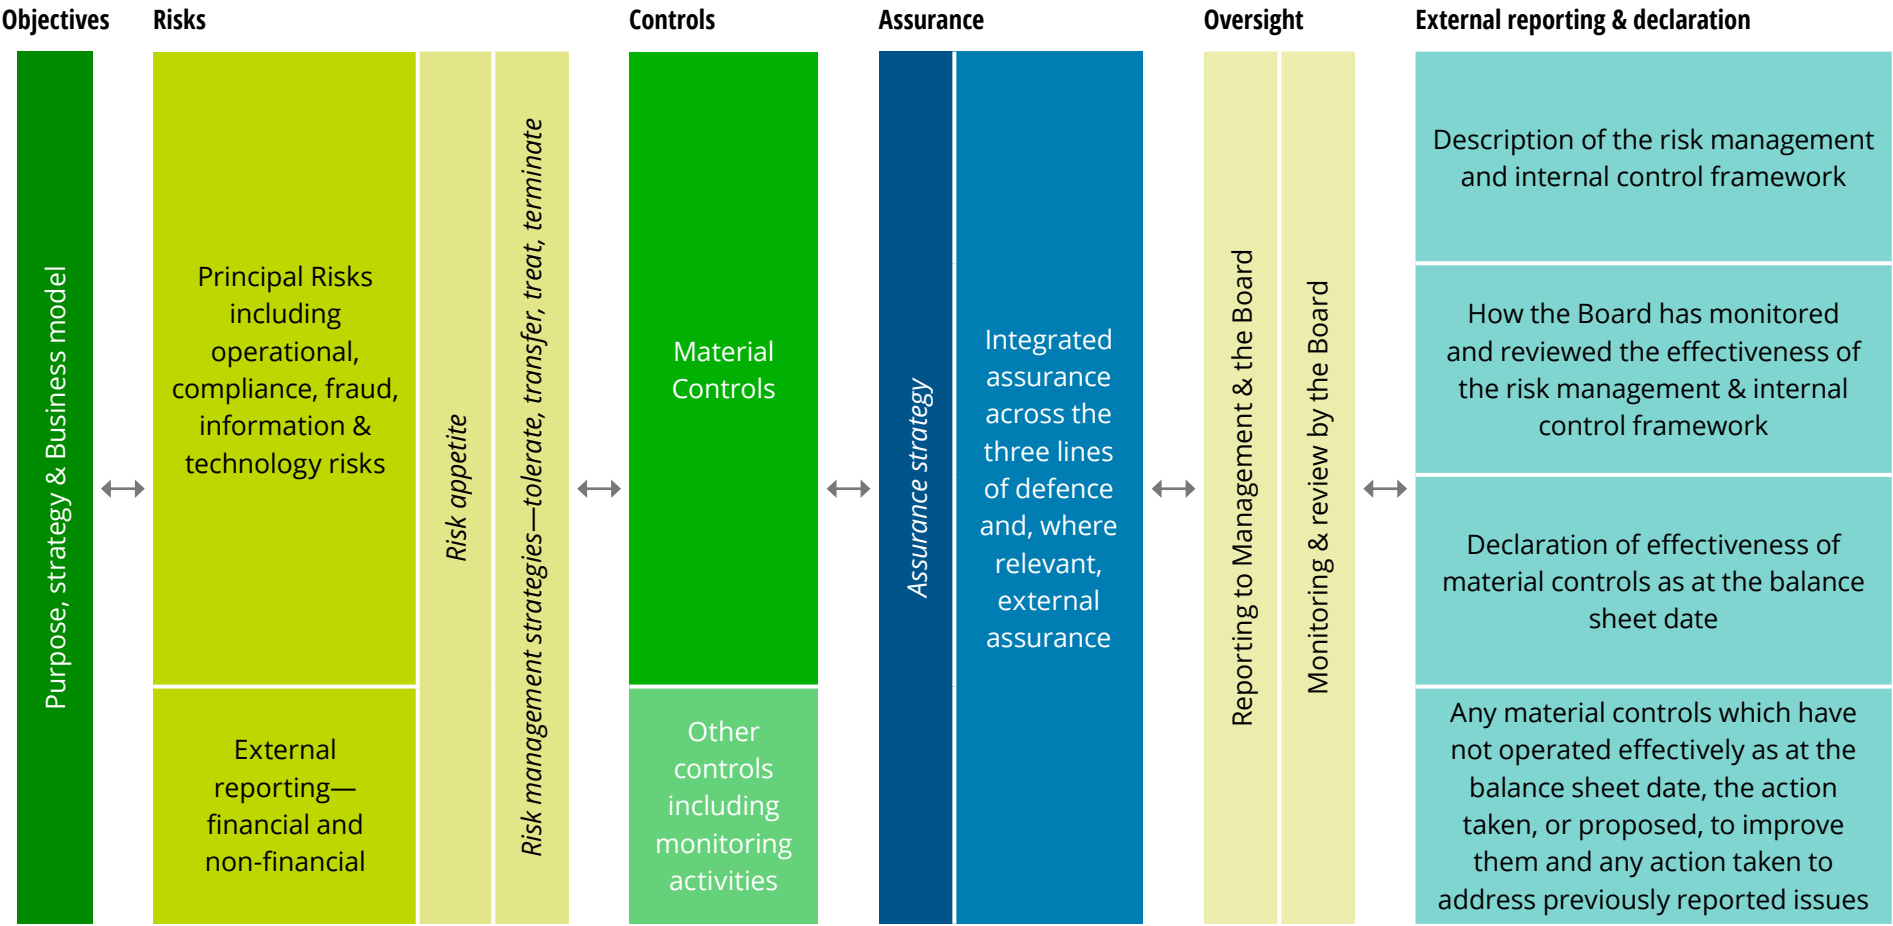 Objectives
Risks
Controls
Assurance
Oversight
External reporting & declaration
Purpose, strategy & Business model
Principal Risks
including
operational,
compliance, fraud,
information &
technology risks
External
reporting—
financial and
non-financial
Risk appetite
Risk management strategies—tolerate, transfer, treat, terminate
Material
Controls
Other
controls
including
monitoring
activities
Assurance strategy
Integrated
assurance
across the
three lines
of defence
and, where
relevant,
external
assurance
Reporting to Management & the Board
Monitoring & review by the Board
Description of the risk management
and internal control framework
How the Board has monitored
and reviewed the effectiveness of
the risk management & internal
control framework
Declaration of effectiveness of
material controls as at the balance
sheet date
Any material controls which have
not operated effectively as at the
balance sheet date, the action
taken, or proposed, to improve
them and any action taken to
address previously reported issues